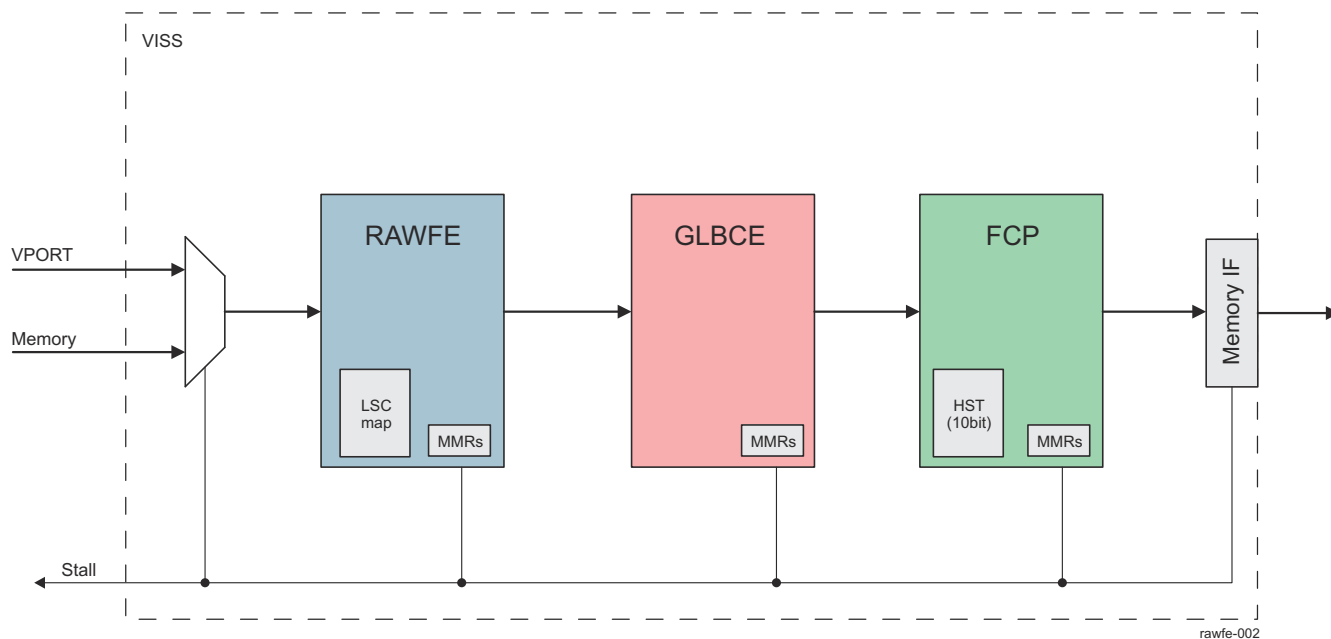 VISS
RAWFE
GLBCE
FCP
VPORT
Memory
Memory IF
LSC
map
MMRs
MMRs
HST
(10bit)
MMRs
Stall
rawfe-002